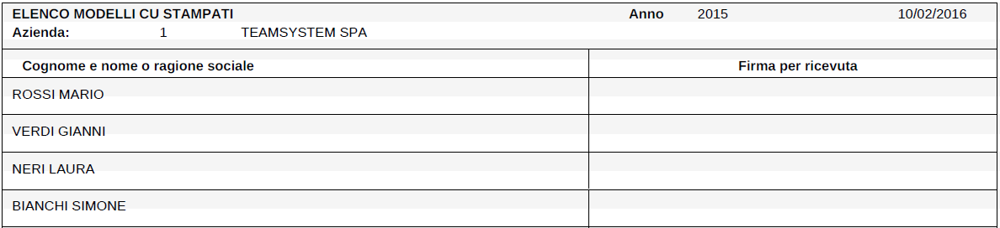 ELENCO MODELLI CU STAMPATI Anno 2015 10/02/2016
Azienda: 1 TEAMSYSTEM SPA
Cognome e nome o ragione sociale Firma per ricevuta
ROSSI MARIO
VERDI GIANNI
NERI LAURA
BIANCHI SIMONE